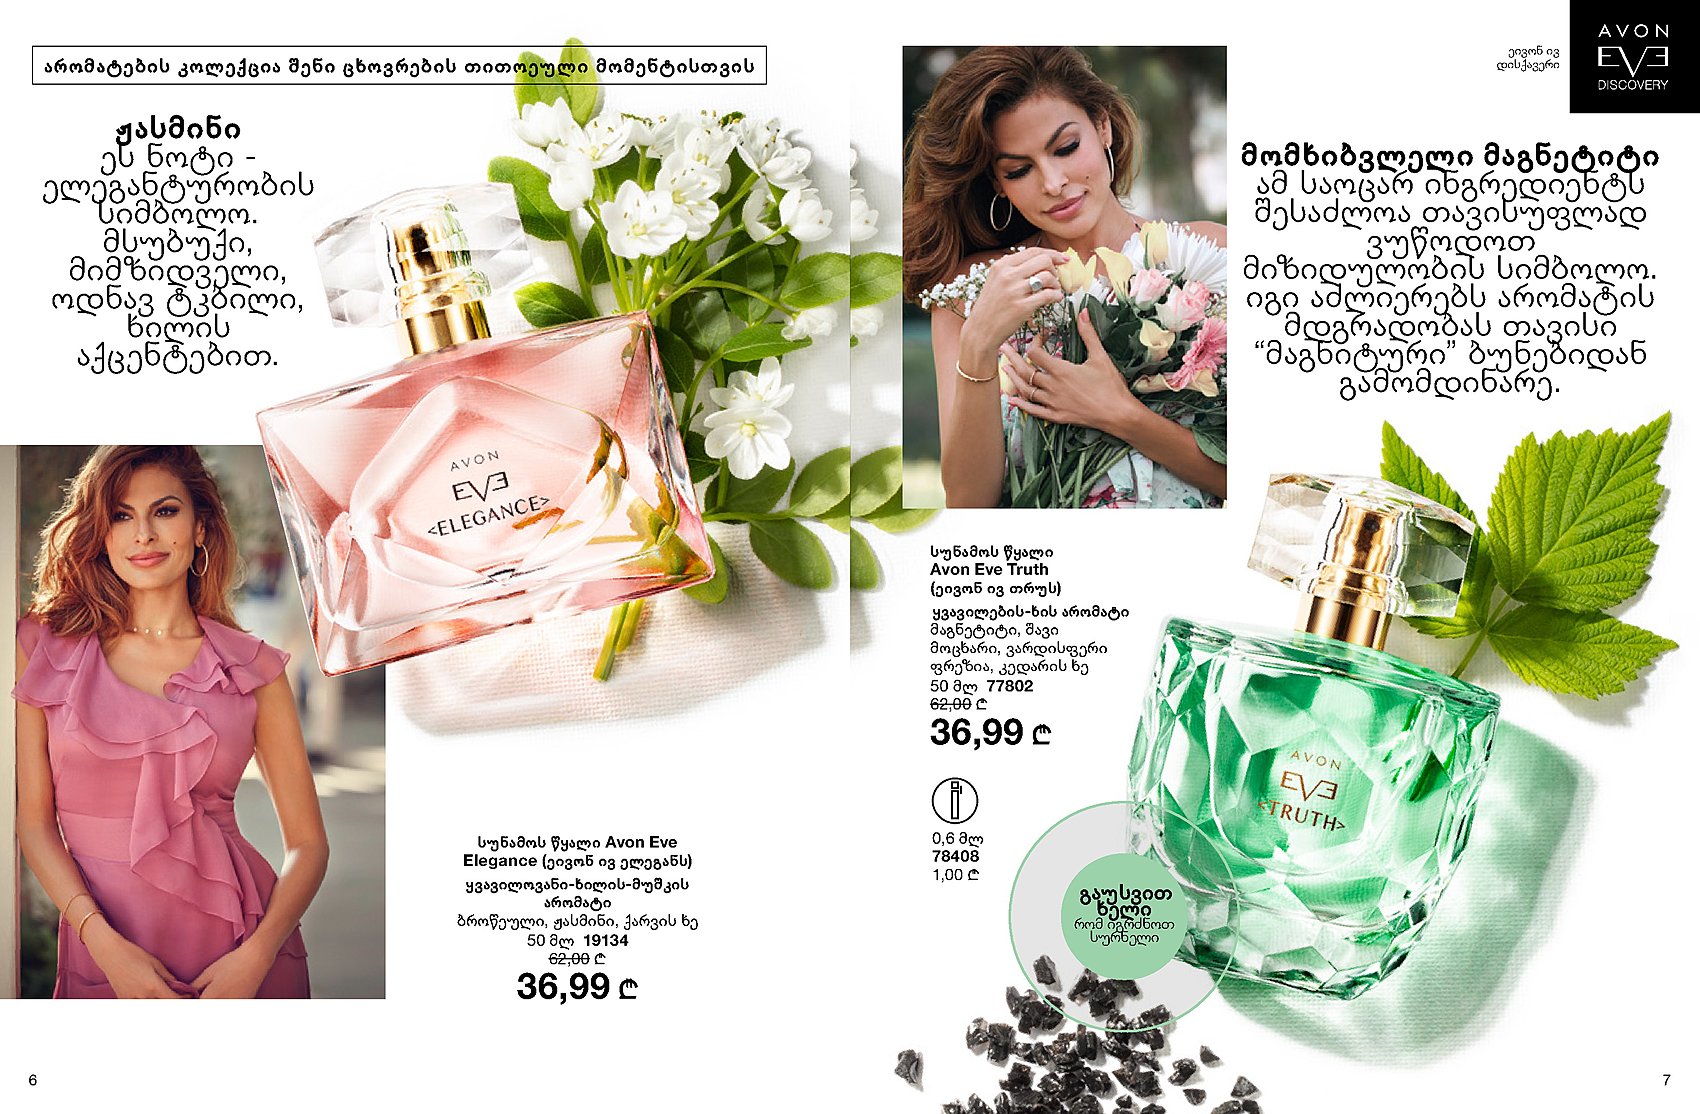 არომატების კოლექცია შენი ცხოვრების თითოეული მომენტისთვის
ჟასმინი
ეს ნოტი -
ელეგანტურობის
სიმბოლო.
მსუბუქი,
მიმზიდველი,
ოდნავ ტკბილი,
ხილის
აქცენტებით.
AVON
EVE
<ELEGANCE>
სუნამოს წყალი Avon Eve
Elegance (ეივონ ივ ელეგანს)
ყვავილოვანი-ხილის-მუშკის
არომატი
ბროწეული, ჟასმინი, ქარვის ხე
50 მლ 19134
62,00 ₾
36,99 ₾
6
ეივონ ივ
დისქავერი
AVON
EVE
DISCOVERY
მომხიბვლელი მაგნეტიტი
ამ საოცარ ინგრედიენტს
შესაძლოა თავისუფლად
ვუწოდოთ
მიზიდულობის სიმბოლო.
იგი აძლიერებს არომატის
მდგრადობას თავისი
“მაგნიტური” ბუნებიდან
გამომდინარე.
სუნამოს წყალი
Avon Eve Truth
(ეივონ ივ თრუს)
ყვავილების-ხის არომატი
მაგნეტიტი, შავი
მოცხარი, ვარდისფერი
ფრეზია, კედარის ხე
50 მლ 77802
62,00 ₾
36,99 ₾
0,6 მლ
78408
1,00 ₾
AVON
EVE
<TRUTH>
გაუსვით
ხელი
რომ იგრძნოთ
სურნელი
7